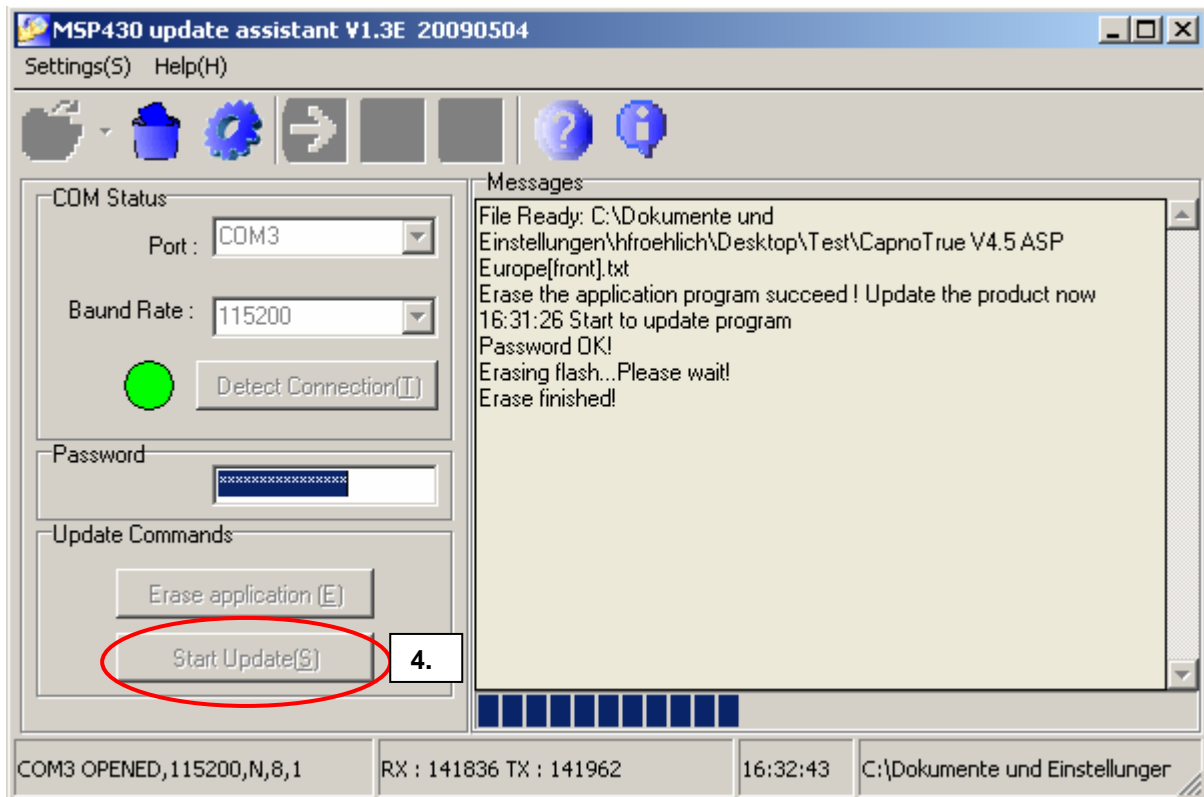 MSP430 update assistant V1.3E 20090504
Settings(S) Help(H)
COM Status
Port :
COM3
Baund Rate :
115200
Detect Connection(T)
Password
****************
Update Commands
Erase application (E)
Start Update(S)
4.
Messages
File Ready: C:\Dokumente und
Einstellungen\hfroehlich\Desktop\Test\CapnoTrue V4.5 ASP
Europe[front].txt
Erase the application program succeed ! Update the product now
16:31:26 Start to update program
Password OK!
Erasing flash...Please wait!
Erase finished!
COM3 OPENED,115200,N,8,1
RX : 141836 TX : 141962
16:32:43
C:\Dokumente und Einstellunger